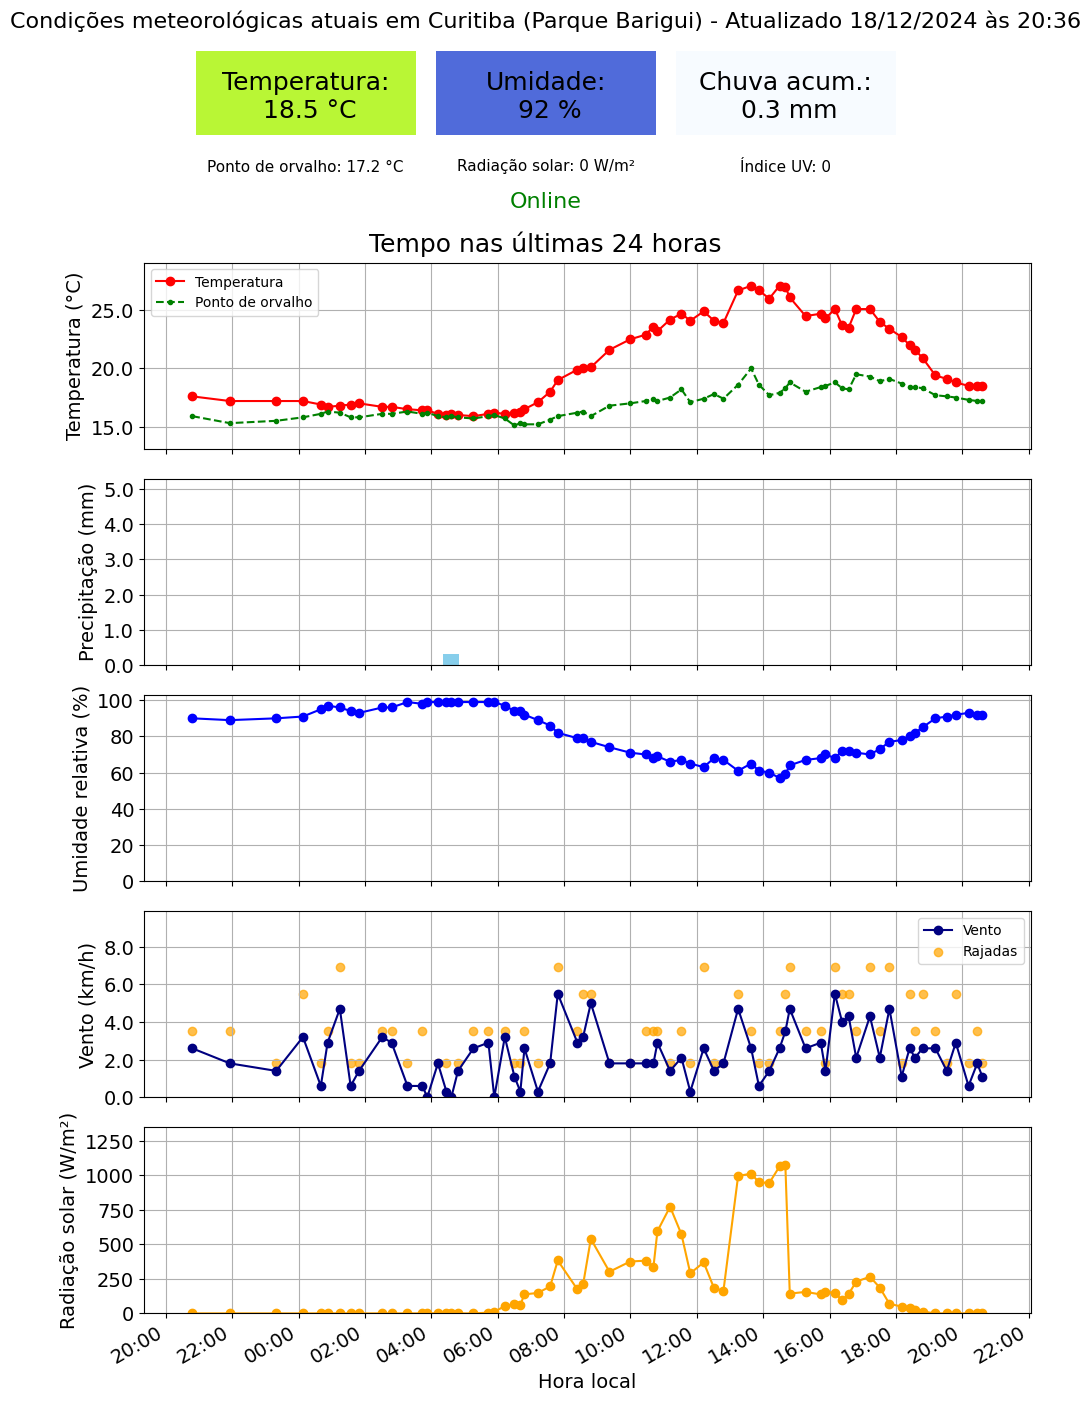 Condições meteorológicas atuais em Curitiba (Parque Barigui) - Atualizado 18/12/2024 às 20:36
Temperatura:
18.5 °C
Umidade:
92 %
Chuva acum.:
0.3 mm
Ponto de orvalho: 17.2 °C
Radiação solar: 0 W/m²
Índice UV: 0
Online
Tempo nas últimas 24 horas
Temperatura (°C)
25.0
20.0
15.0
Temperatura
Ponto de orvalho
Precipitação (mm)
5.0
4.0
3.0
2.0
1.0
0.0
Umidade relativa (%)
100
80
60
40
20
0
Vento (km/h)
8.0
6.0
4.0
2.0
0.0
Vento
Rajadas
Radiação solar (W/m²)
1250
1000
750
500
250
0
20:00
22:00
00:00
02:00
04:00
06:00
08:00
10:00
12:00
14:00
16:00
18:00
20:00
22:00
Hora local